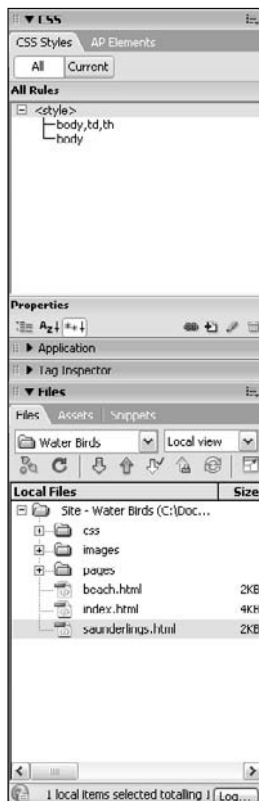 CSS
CSS Styles AP Elements
All Current
All Rules
<style>
body,td,th
body
Properties
Application
Tag Inspector
Files
Files Assets Snippets
Water Birds Local view
Local Files Size
Site - Water Birds (C:\Doc...
css
images
pages
beach.html 2KB
index.html 4KB
saunderlings.html 2KB
1 local items selected totalling 1 Log...